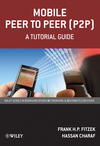 MOBILE
PEER TO PEER (P2P)
A TUTORIAL GUIDE
FRANK H.P. FITZEK
HASSAN CHARAF
WILEY